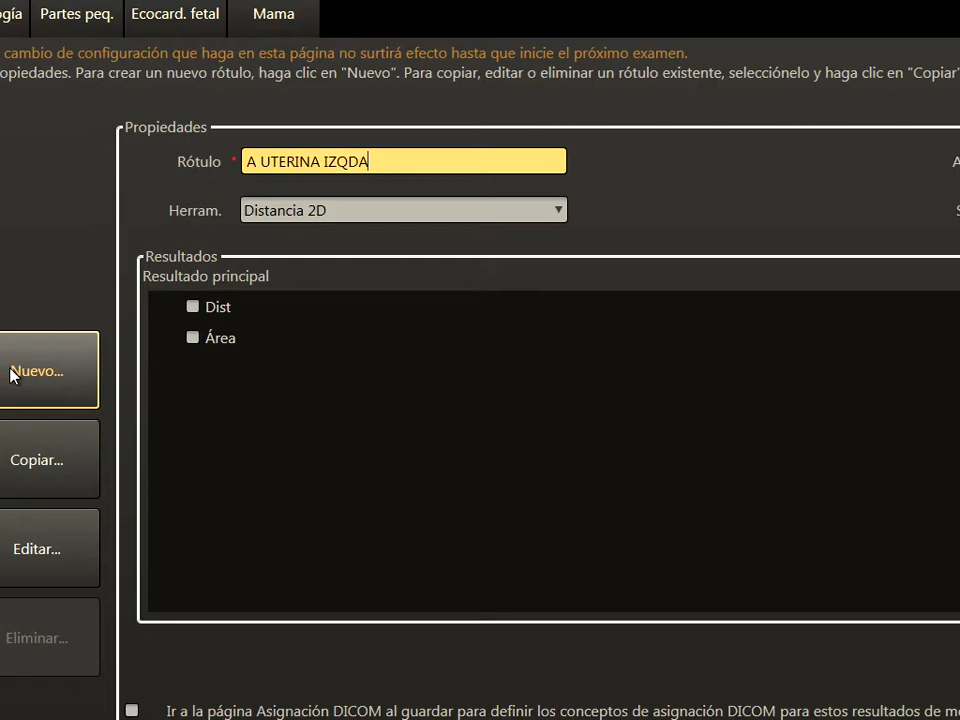 gía Partes peq. Ecocard. fetal Mama
cambio de configuración que haga en esta página no surtirá efecto hasta que inicie el próximo examen.
opiedades. Para crear un nuevo rótulo, haga clic en "Nuevo". Para copiar, editar o eliminar un rótulo existente, selecciónelo y haga clic en "Copiar"
Propiedades
Rótulo * A UTERINA IZQDA
Herram. Distancia 2D
Resultados
Resultado principal
Dist
Área
Nuevo...
Copiar...
Editar...
Eliminar...
Ir a la página Asignación DICOM al guardar para definir los conceptos de asignación DICOM para estos resultados de me